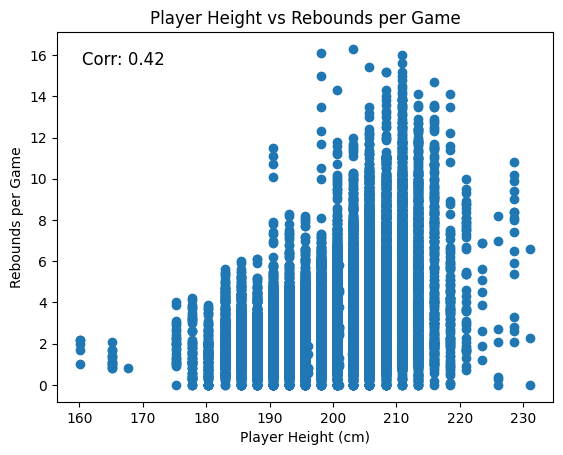 Player Height vs Rebounds per Game
Corr: 0.42
16
14
12
10
8
6
4
2
0
Rebounds per Game
160 170 180 190 200 210 220 230
Player Height (cm)